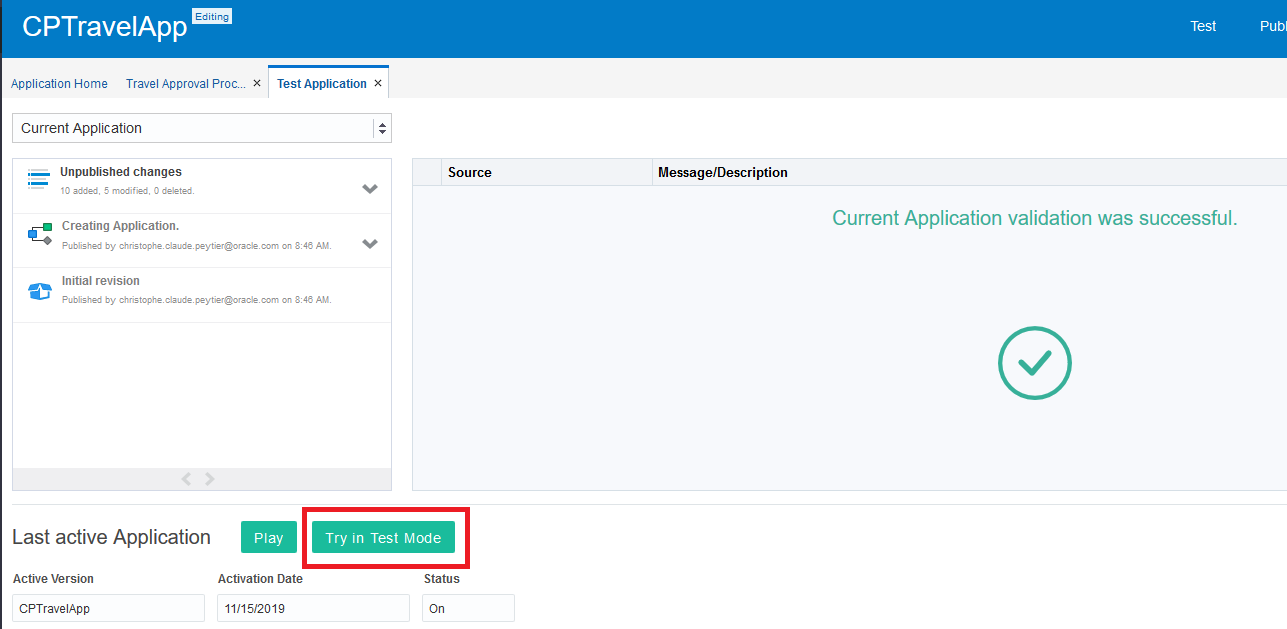 CPTravelApp Editing
Test Publ
Application Home Travel Approval Proc... × Test Application ×
Current Application
Unpublished changes
10 added, 5 modified, 0 deleted.
Creating Application.
Published by christophe.claude.peytier@oracle.com on 8:46 AM.
Initial revision
Published by christophe.claude.peytier@oracle.com on 8:46 AM.
Source Message/Description
Current Application validation was successful.
Last active Application Play Try in Test Mode
Active Version Activation Date Status
CPTravelApp 11/15/2019 On